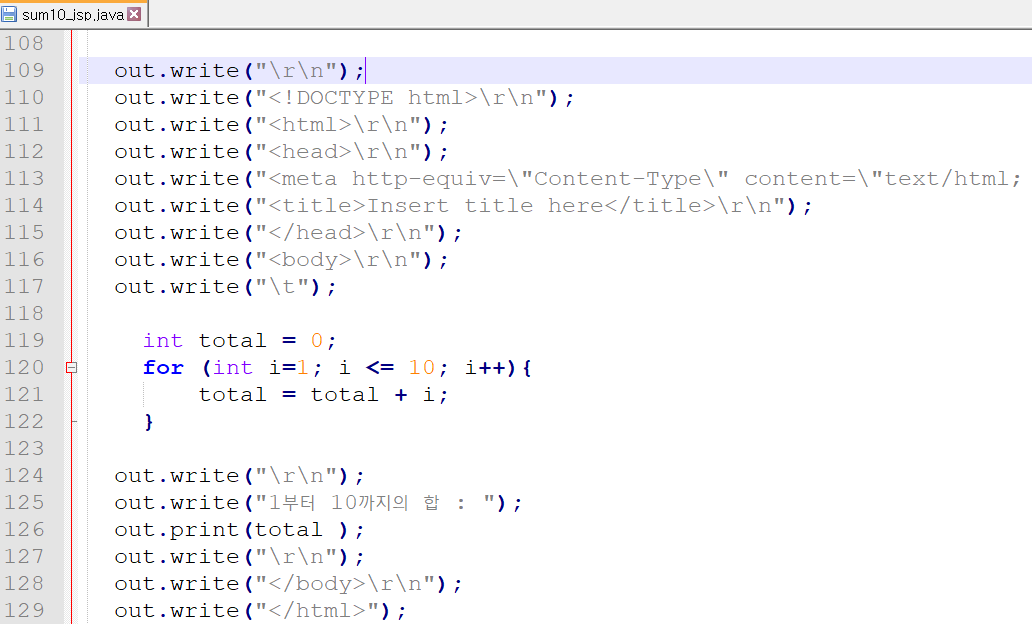 sum10_jsp.java
108
109 out.write("\r\n");
110 out.write("<!DOCTYPE html>\r\n");
111 out.write("<html>\r\n");
112 out.write("<head>\r\n");
113 out.write("<meta http-equiv=\"Content-Type\" content=\"text/html;
114 out.write("<title>Insert title here</title>\r\n");
115 out.write("</head>\r\n");
116 out.write("<body>\r\n");
117 out.write("\t");
118
119 int total = 0;
120 for (int i=1; i <= 10; i++){
121 total = total + i;
122 }
123
124 out.write("\r\n");
125 out.write("1부터 10까지의 합 : ");
126 out.print(total );
127 out.write("\r\n");
128 out.write("</body>\r\n");
129 out.write("</html>");